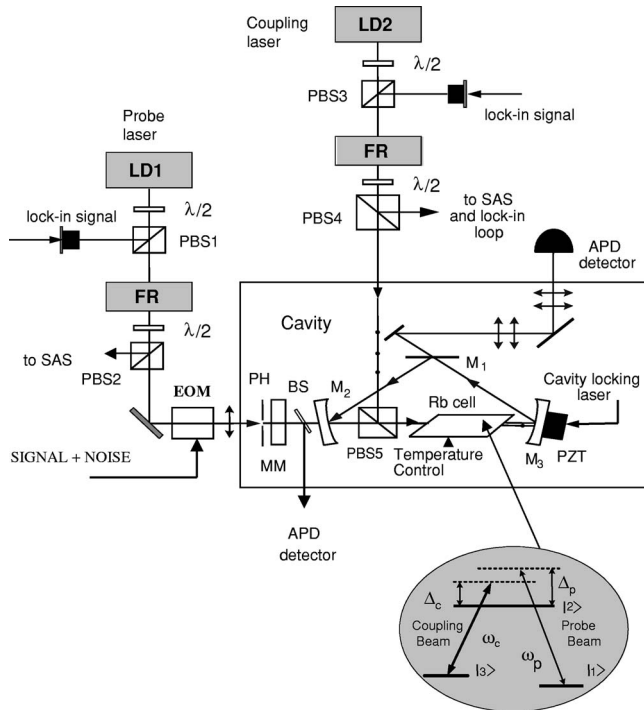 Coupling
laser
LD2
λ/2
PBS3
lock-in signal
Probe
laser
FR
LD1
λ/2
λ/2
PBS4
to SAS
and lock-in
loop
lock-in signal
PBS1
APD
detector
FR
Cavity
λ/2
to SAS
PBS2
M1
EOM
PH
BS
M2
Rb cell
Cavity locking
laser
SIGNAL + NOISE
MM
PBS5
Temperature
Control
M3
PZT
APD
detector
Δc
Δp
|2>
Coupling
Beam
Probe
Beam
ωc
ωp
|3>
|1>